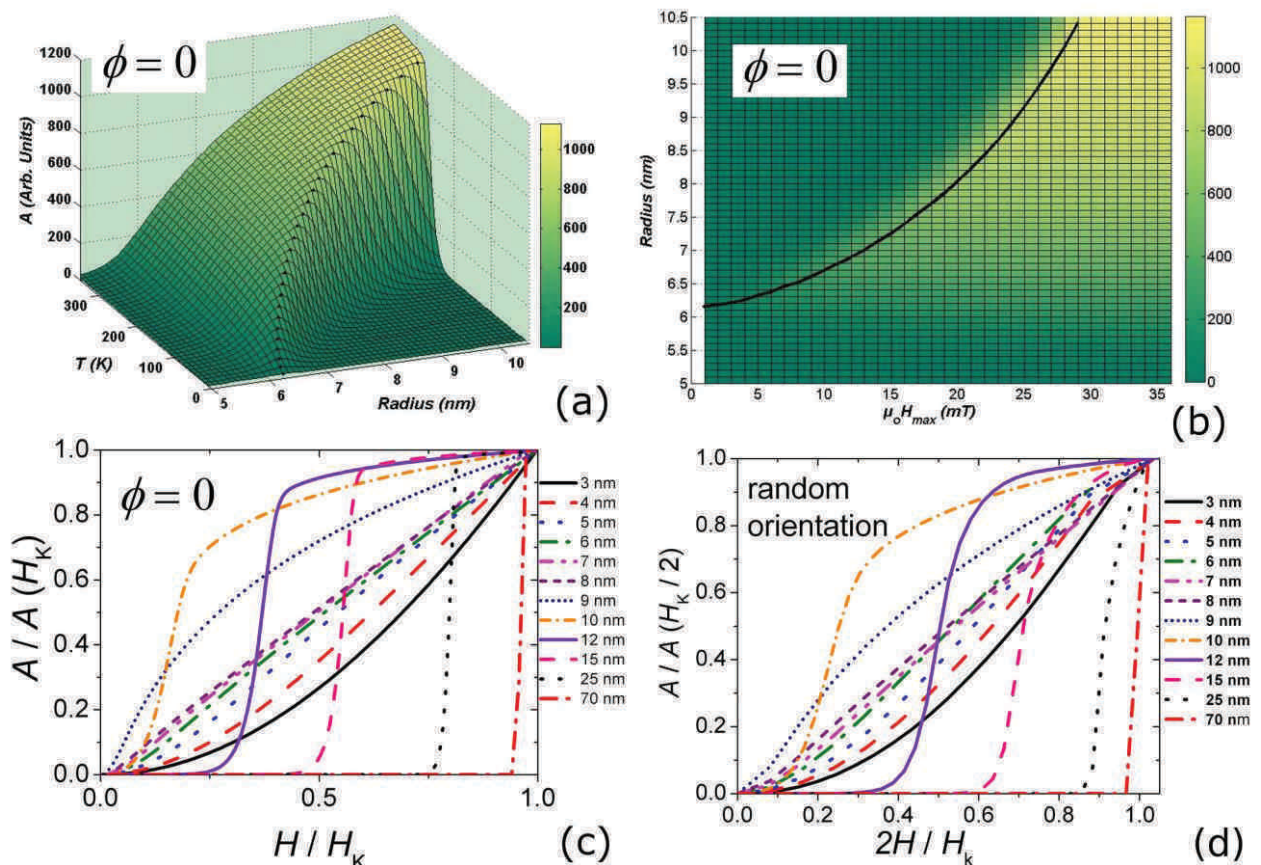 ϕ = 0
A (Arb. Units)
1200
1000
800
600
400
200
0
300
200
100
0
T (K)
5
6
7
8
9
10
Radius (nm)
1000
800
600
400
200
(a)
ϕ = 0
Radius (nm)
10.5
10
9.5
9
8.5
8
7.5
7
6.5
6
5.5
5
0 5 10 15 20 25 30 35
μoHmax (mT)
1000
800
600
400
200
0
(b)
ϕ = 0
A / A (HK)
1.0
0.8
0.6
0.4
0.2
0.0
0.0 0.5 1.0
H / HK
3 nm
4 nm
5 nm
6 nm
7 nm
8 nm
9 nm
10 nm
12 nm
15 nm
25 nm
70 nm
(c)
random
orientation
A / A (HK / 2)
1.0
0.8
0.6
0.4
0.2
0.0
0.0 0.2 0.4 0.6 0.8 1.0
2H / Hk
3 nm
4 nm
5 nm
6 nm
7 nm
8 nm
9 nm
10 nm
12 nm
15 nm
25 nm
70 nm
(d)